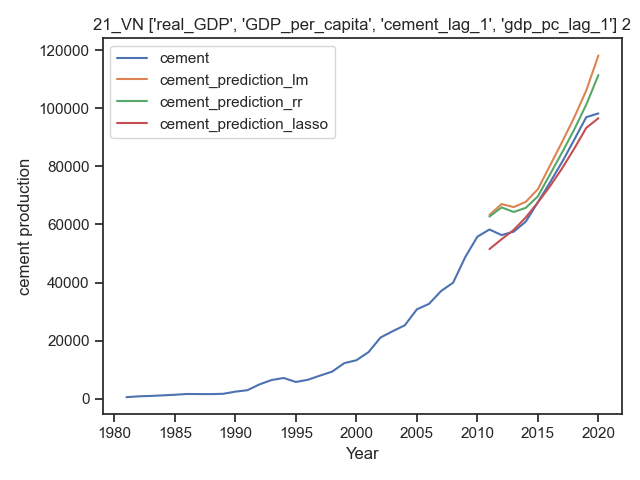 21_VN ['real_GDP', 'GDP_per_capita', 'cement_lag_1', 'gdp_pc_lag_1'] 2
cement
cement_prediction_lm
cement_prediction_rr
cement_prediction_lasso
120000
100000
80000
60000
40000
20000
0
cement production
1980 1985 1990 1995 2000 2005 2010 2015 2020
Year